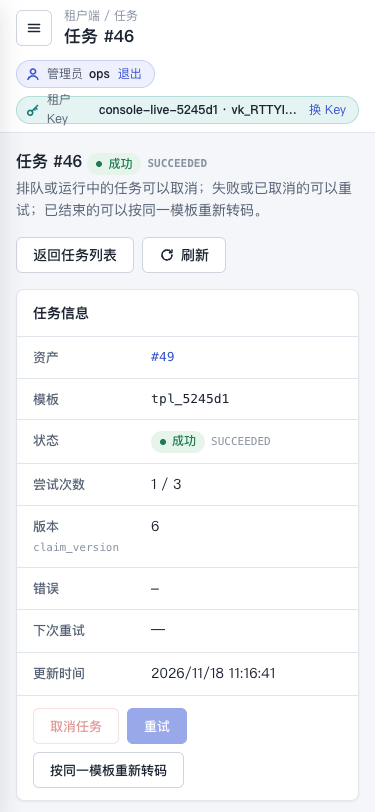 租户端 / 任务
任务 #46
管理员 ops 退出
租户 Key console-live-5245d1 · vk_RTTYI... 换 Key
任务 #46 成功 SUCCEEDED
排队或运行中的任务可以取消；失败或已取消的可以重
试；已结束的可以按同一模板重新转码。
返回任务列表 刷新
任务信息
资产 #49
模板 tpl_5245d1
状态 成功 SUCCEEDED
尝试次数 1 / 3
版本 6
claim_version
错误 –
下次重试 —
更新时间 2026/11/18 11:16:41
取消任务 重试
按同一模板重新转码